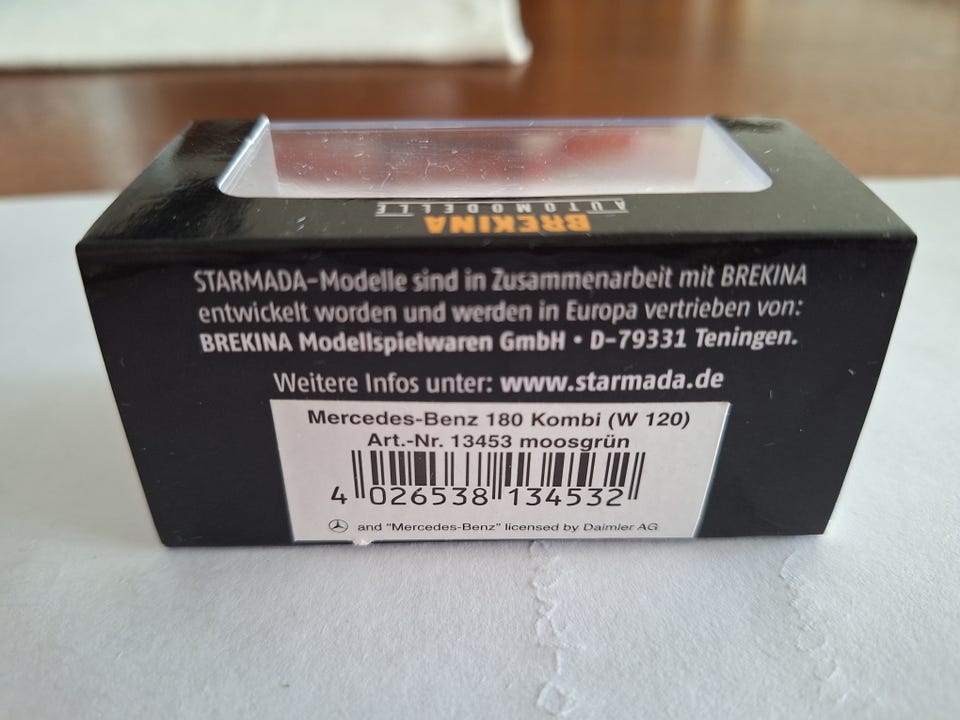 BREKINA
AUTOMODELLE
STARMADA-Modelle sind in Zusammenarbeit mit BREKINA
entwickelt worden und werden in Europa vertrieben von:
BREKINA Modellspielwaren GmbH • D-79331 Teningen.
Weitere Infos unter: www.starmada.de
Mercedes-Benz 180 Kombi (W 120)
Art.-Nr. 13453 moosgrün
4 026538 134532
and "Mercedes-Benz" licensed by Daimler AG